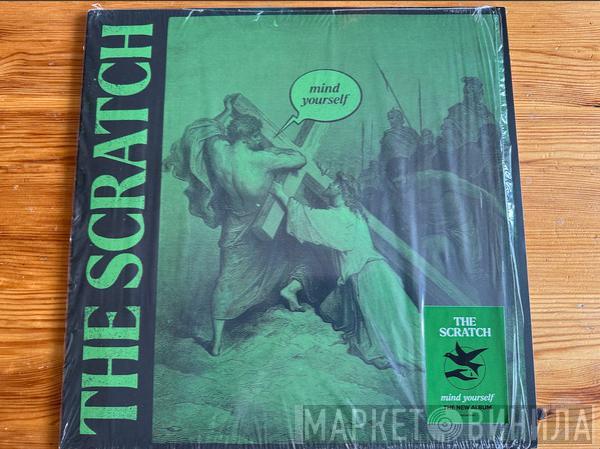 THE SCRATCH
mind
yourself
THE
SCRATCH
mind yourself
THE NEW ALBUM
МАРКЕТ ВИНИЛА